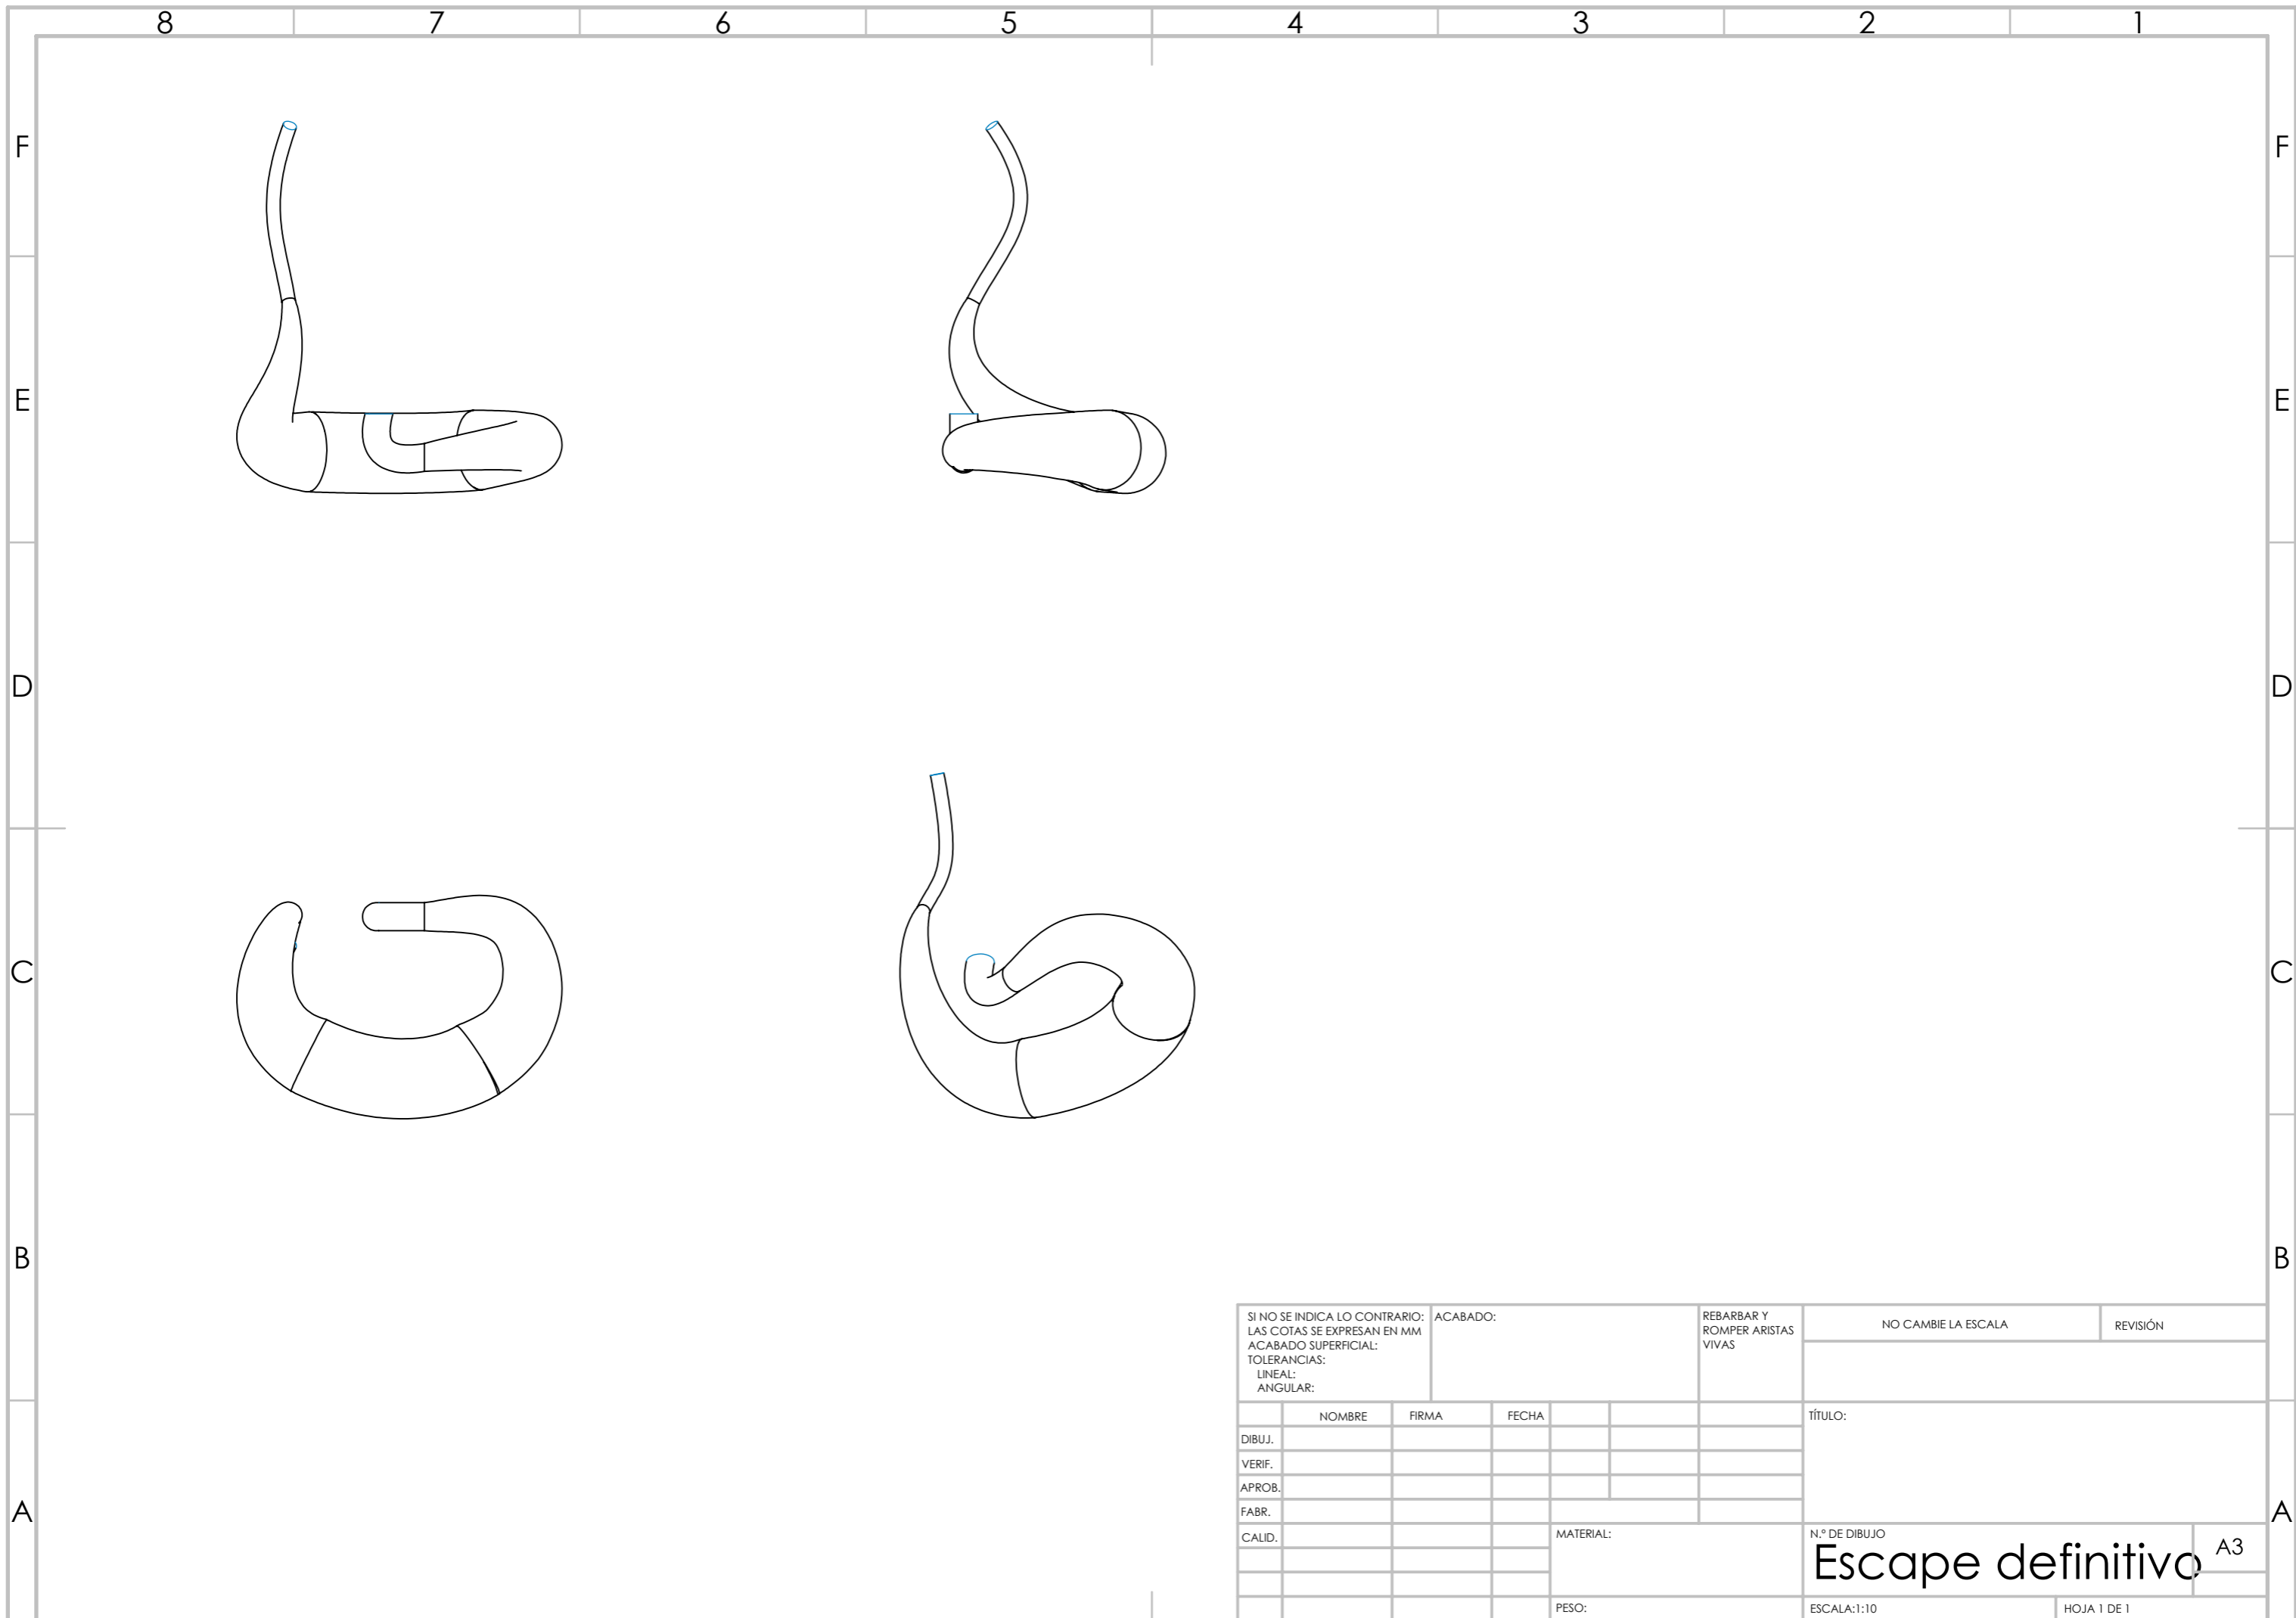 8 7 6 5 4 3 2 1
F F
E E
D D
C C
B B
A A
SI NO SE INDICA LO CONTRARIO:
LAS COTAS SE EXPRESAN EN MM
ACABADO SUPERFICIAL:
TOLERANCIAS:
LINEAL:
ANGULAR:
ACABADO:
REBARBAR Y
ROMPER ARISTAS
VIVAS
NO CAMBIE LA ESCALA
REVISIÓN
NOMBRE FIRMA FECHA
DIBUJ.
VERIF.
APROB.
FABR.
CALID.
TÍTULO:
MATERIAL:
N.º DE DIBUJO
Escape definitivo
A3
PESO:
ESCALA:1:10
HOJA 1 DE 1